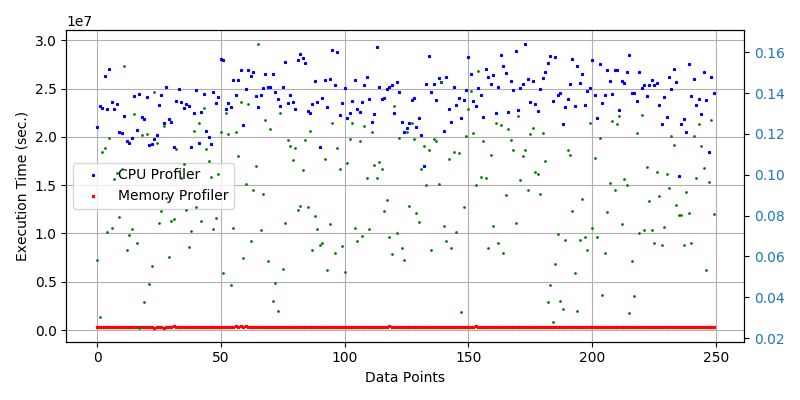 1e7
3.0
2.5
2.0
1.5
1.0
0.5
0.0
Execution Time (sec.)
CPU Profiler
Memory Profiler
0.16
0.14
0.12
0.10
0.08
0.06
0.04
0.02
0 50 100 150 200 250
Data Points